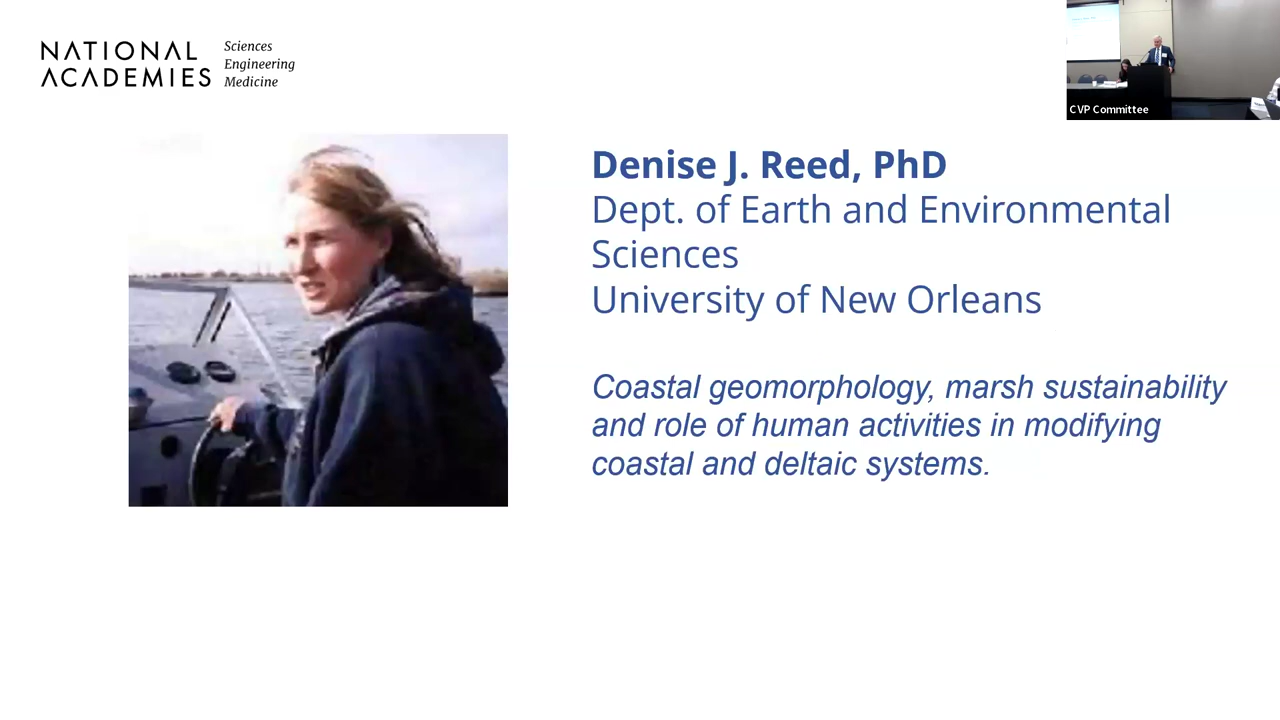 NATIONAL
ACADEMIES
Sciences
Engineering
Medicine
CVP Committee
Denise J. Reed, PhD
Dept. of Earth and Environmental
Sciences
University of New Orleans
Coastal geomorphology, marsh sustainability
and role of human activities in modifying
coastal and deltaic systems.